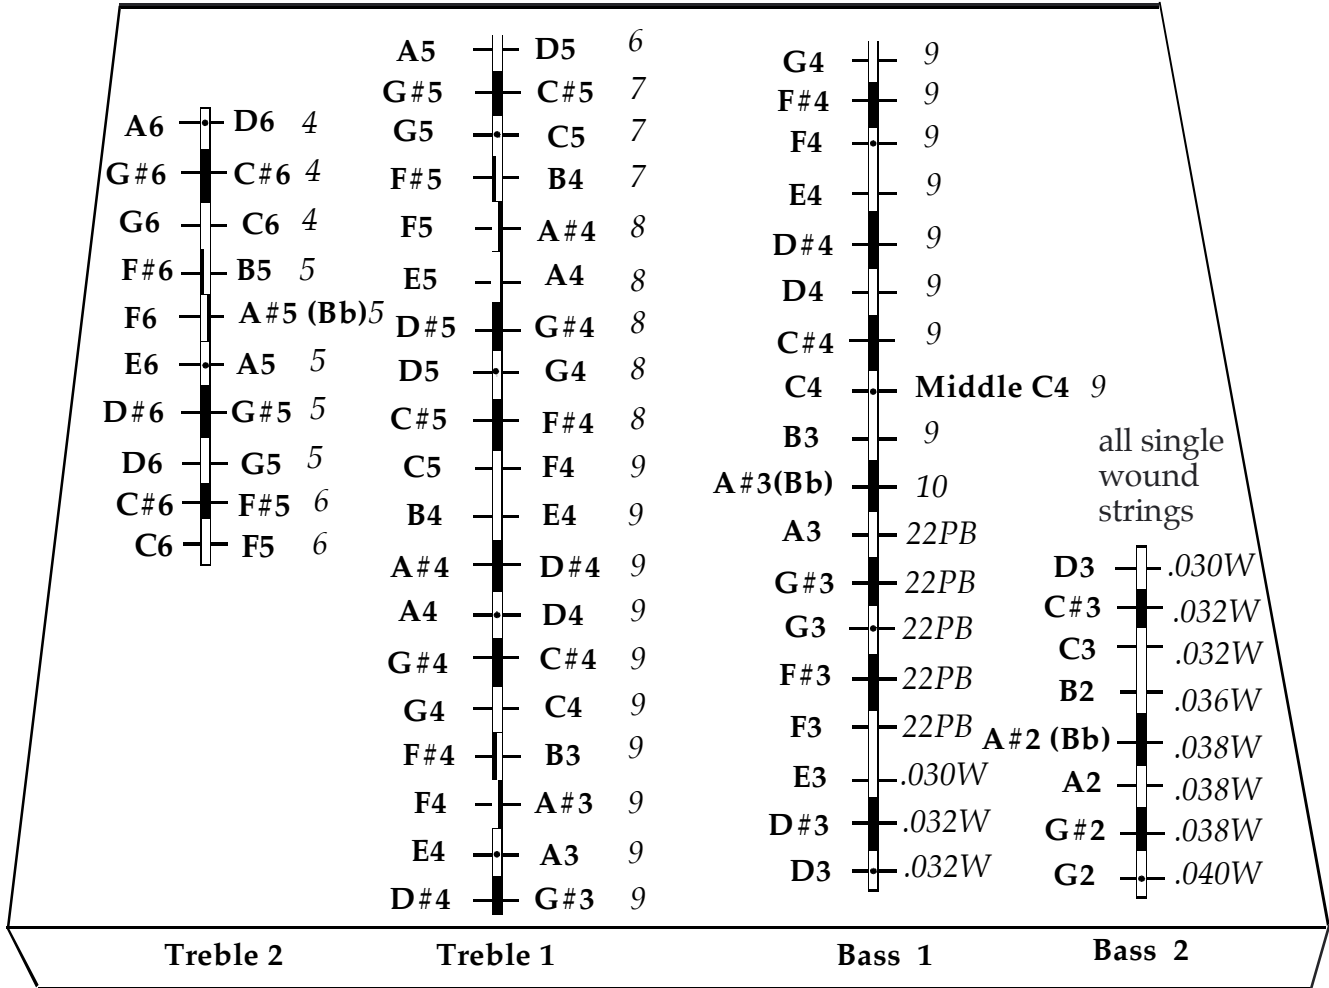 A6 D6 4
G#6 C#6 4
G6 C6 4
F#6 B5 5
F6 A#5 (Bb)5
E6 A5 5
D#6 G#5 5
D6 G5 5
C#6 F#5 6
C6 F5 6
Treble 2
A5 D5 6
G#5 C#5 7
G5 C5 7
F#5 B4 7
F5 A#4 8
E5 A4 8
D#5 G#4 8
D5 G4 8
C#5 F#4 8
C5 F4 9
B4 E4 9
A#4 D#4 9
A4 D4 9
G#4 C#4 9
G4 C4 9
F#4 B3 9
F4 A#3 9
E4 A3 9
D#4 G#3 9
Treble 1
G4 9
F#4 9
F4 9
E4 9
D#4 9
D4 9
C#4 9
C4 Middle C4 9
B3 9
A#3(Bb) 10
A3 22PB
G#3 22PB
G3 22PB
F#3 22PB
F3 22PB
E3 .030W
D#3 .032W
D3 .032W
Bass 1
all single
wound
strings
D3 .030W
C#3 .032W
C3 .032W
B2 .036W
A#2 (Bb) .038W
A2 .038W
G#2 .038W
G2 .040W
Bass 2